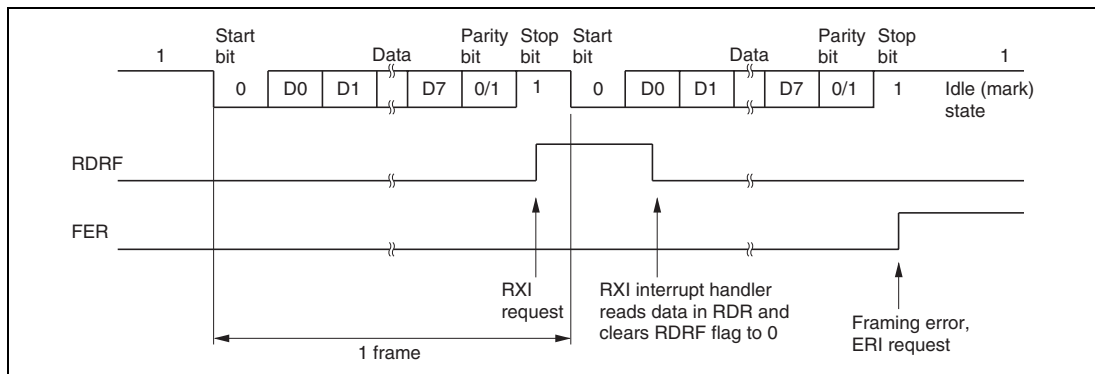 Start bit
Data
Parity bit
Stop bit
Start bit
Data
Parity bit
Stop bit
1
1
0
D0
D1
D7
0/1
1
0
D0
D1
D7
0/1
1
Idle (mark) state
RDRF
FER
RXI request
RXI interrupt handler
reads data in RDR and
clears RDRF flag to 0
Framing error,
ERI request
1 frame